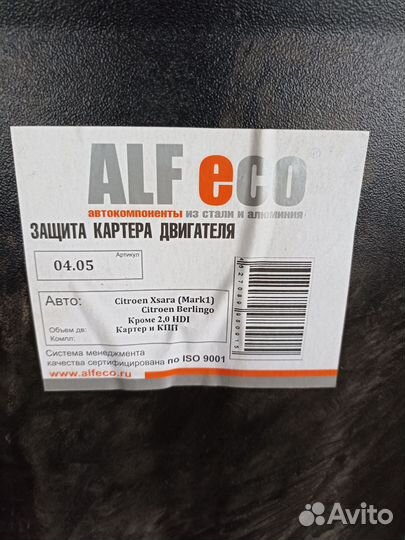 ALF eco®
автокомпоненты из стали и алюминия
ЗАЩИТА КАРТЕРА ДВИГАТЕЛЯ
Артикул
04.05
Авто: Citroen Xsara (Mark1)
Citroen Berlingo
Объем дв: Кроме 2,0 HDI
Компл: Картер и КПП
Система менеджмента
качества сертифицирована по ISO 9001
www.alfeco.ru
Avito